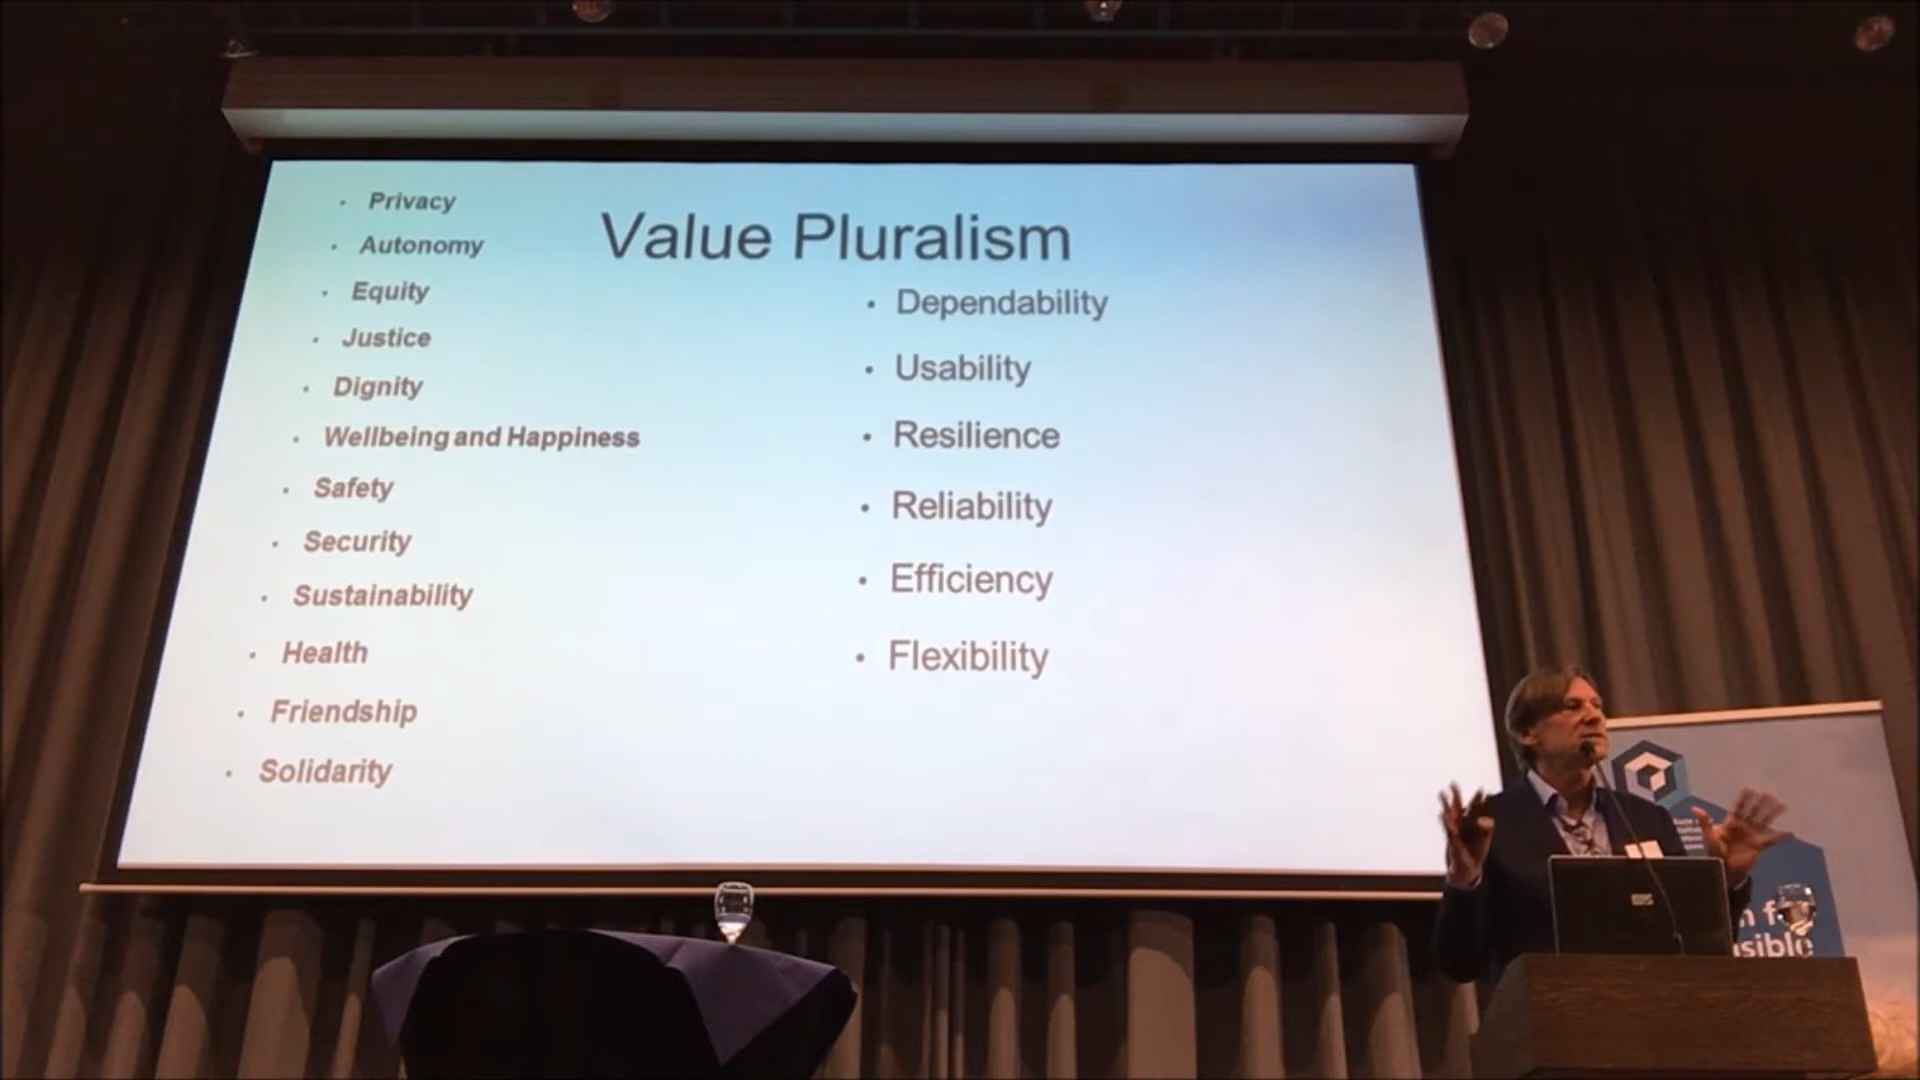 Value Pluralism
Privacy
Autonomy
Equity
Justice
Dignity
Wellbeing and Happiness
Safety
Security
Sustainability
Health
Friendship
Solidarity
Dependability
Usability
Resilience
Reliability
Efficiency
Flexibility